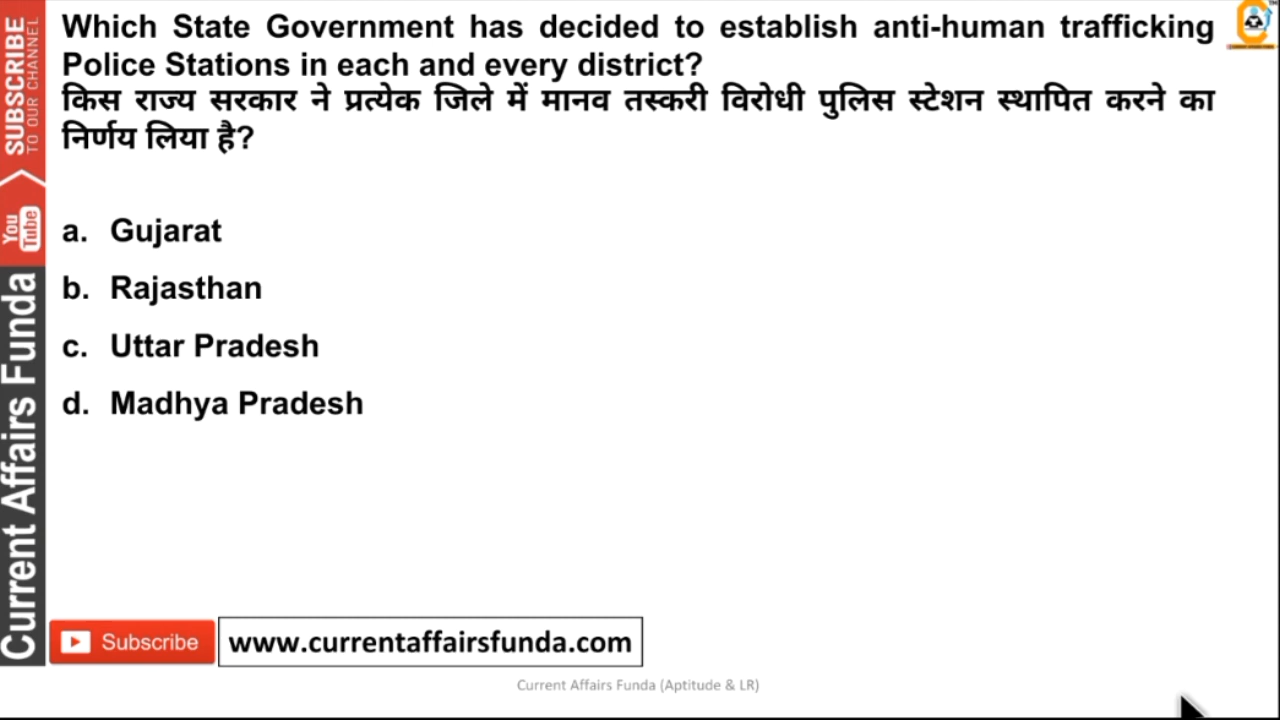 Which State Government has decided to establish anti-human trafficking
Police Stations in each and every district?
किस राज्य सरकार ने प्रत्येक जिले में मानव तस्करी विरोधी पुलिस स्टेशन स्थापित करने का
निर्णय लिया है?
a. Gujarat
b. Rajasthan
c. Uttar Pradesh
d. Madhya Pradesh
SUBSCRIBE
TO OUR CHANNEL
You
Tube
Current Affairs Funda
Subscribe
www.currentaffairsfunda.com
Current Affairs Funda (Aptitude & LR)